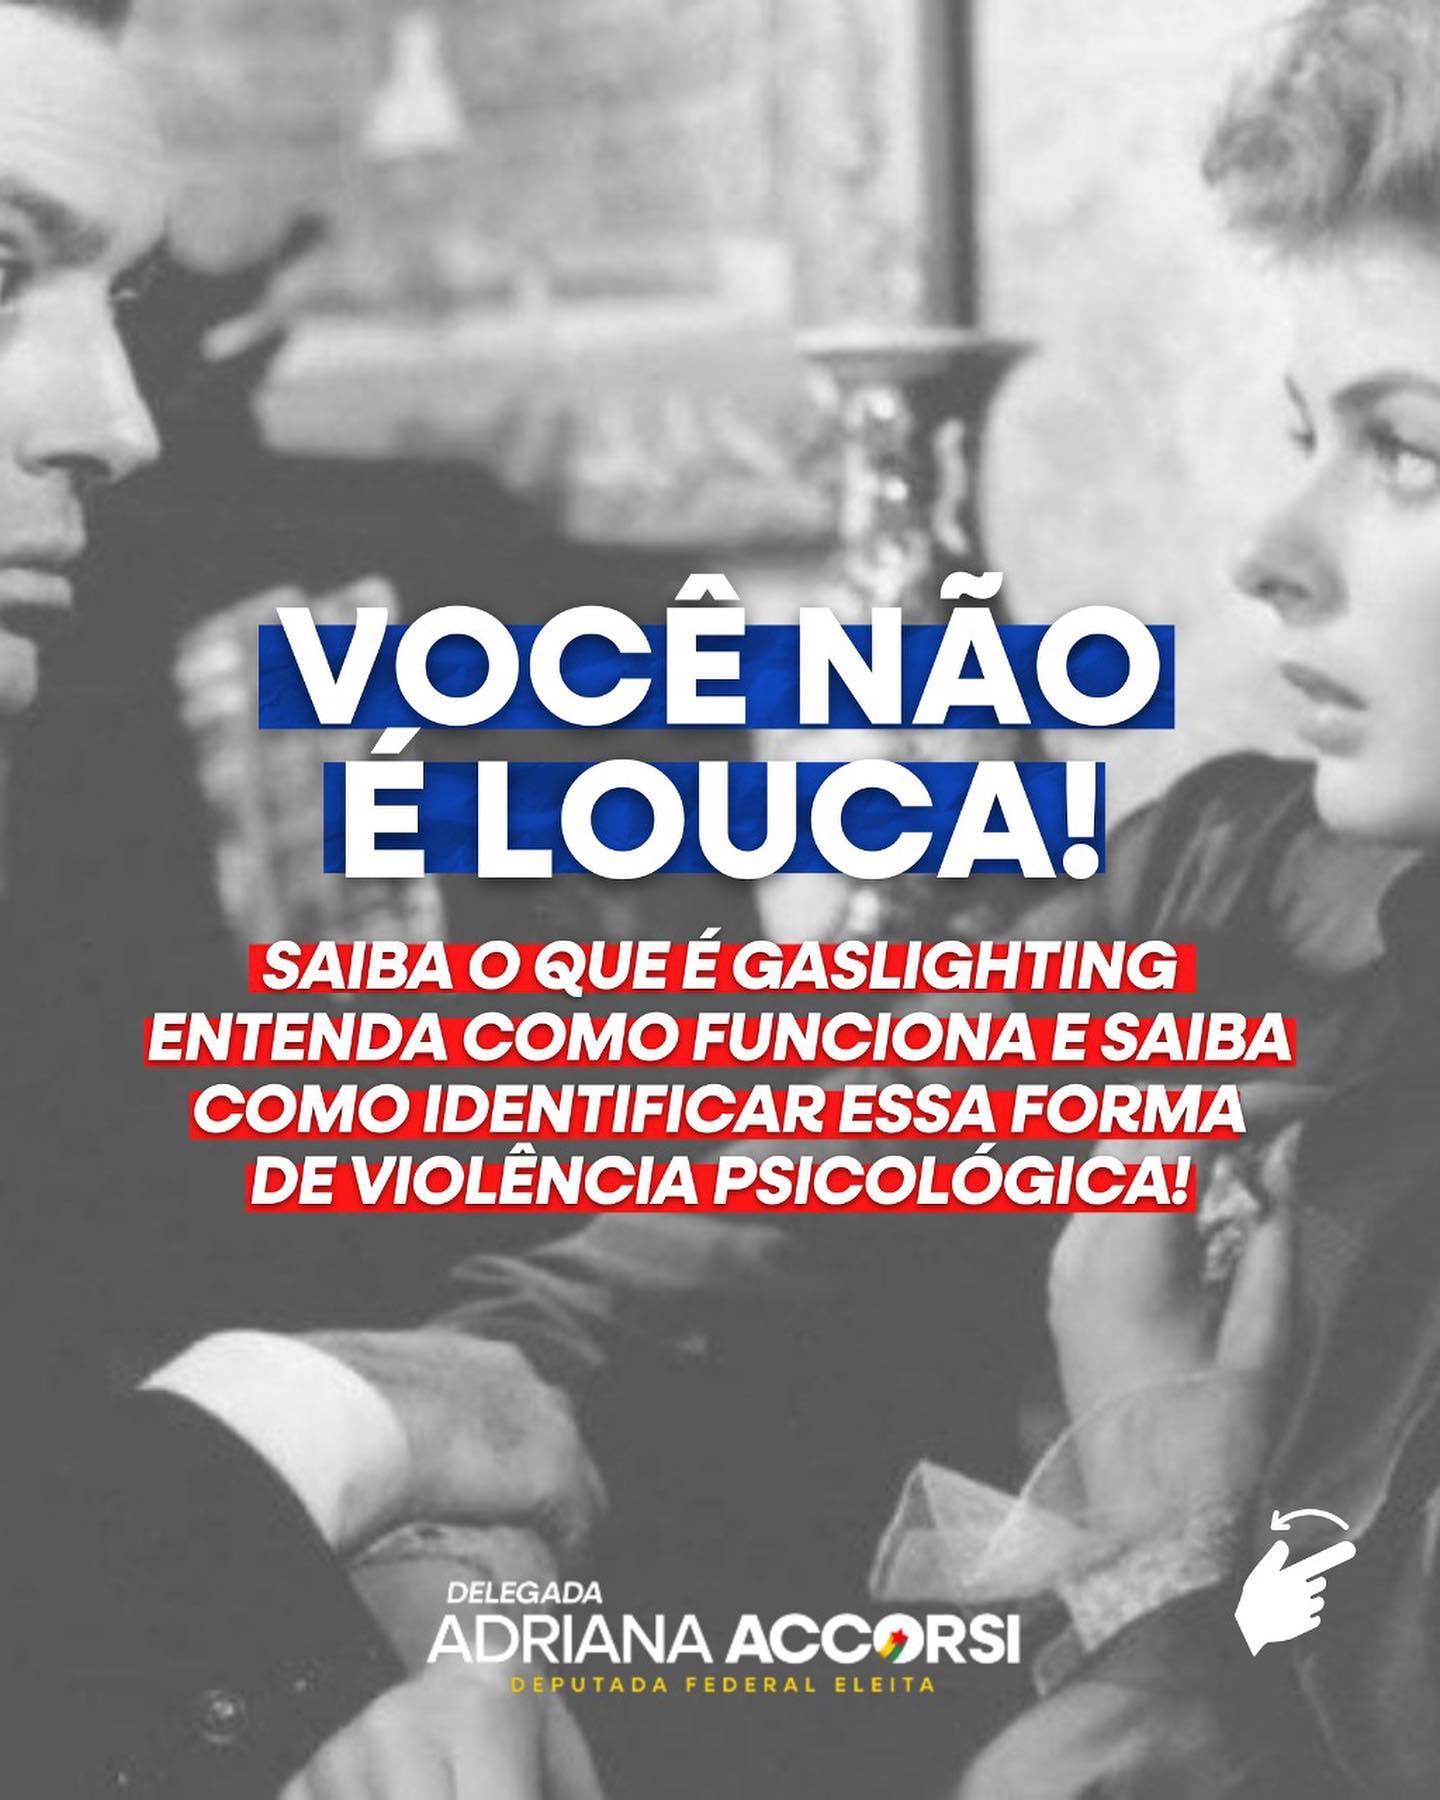 VOCÊ NÃO
É LOUCA!
SAIBA O QUE É GASLIGHTING
ENTENDA COMO FUNCIONA E SAIBA
COMO IDENTIFICAR ESSA FORMA
DE VIOLÊNCIA PSICOLÓGICA!
DELEGADA
ADRIANA ACCORSI
DEPUTADA FEDERAL ELEITA